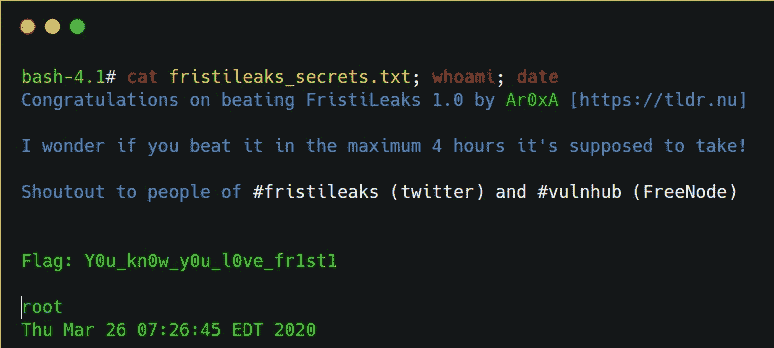 bash-4.1# cat fristileaks_secrets.txt; whoami; date
Congratulations on beating FristiLeaks 1.0 by Ar0xA [https://tldr.nu]
I wonder if you beat it in the maximum 4 hours it's supposed to take!
Shoutout to people of #fristileaks (twitter) and #vulnhub (FreeNode)
Flag: Y0u_kn0w_y0u_l0ve_fr1st1
root
Thu Mar 26 07:26:45 EDT 2020